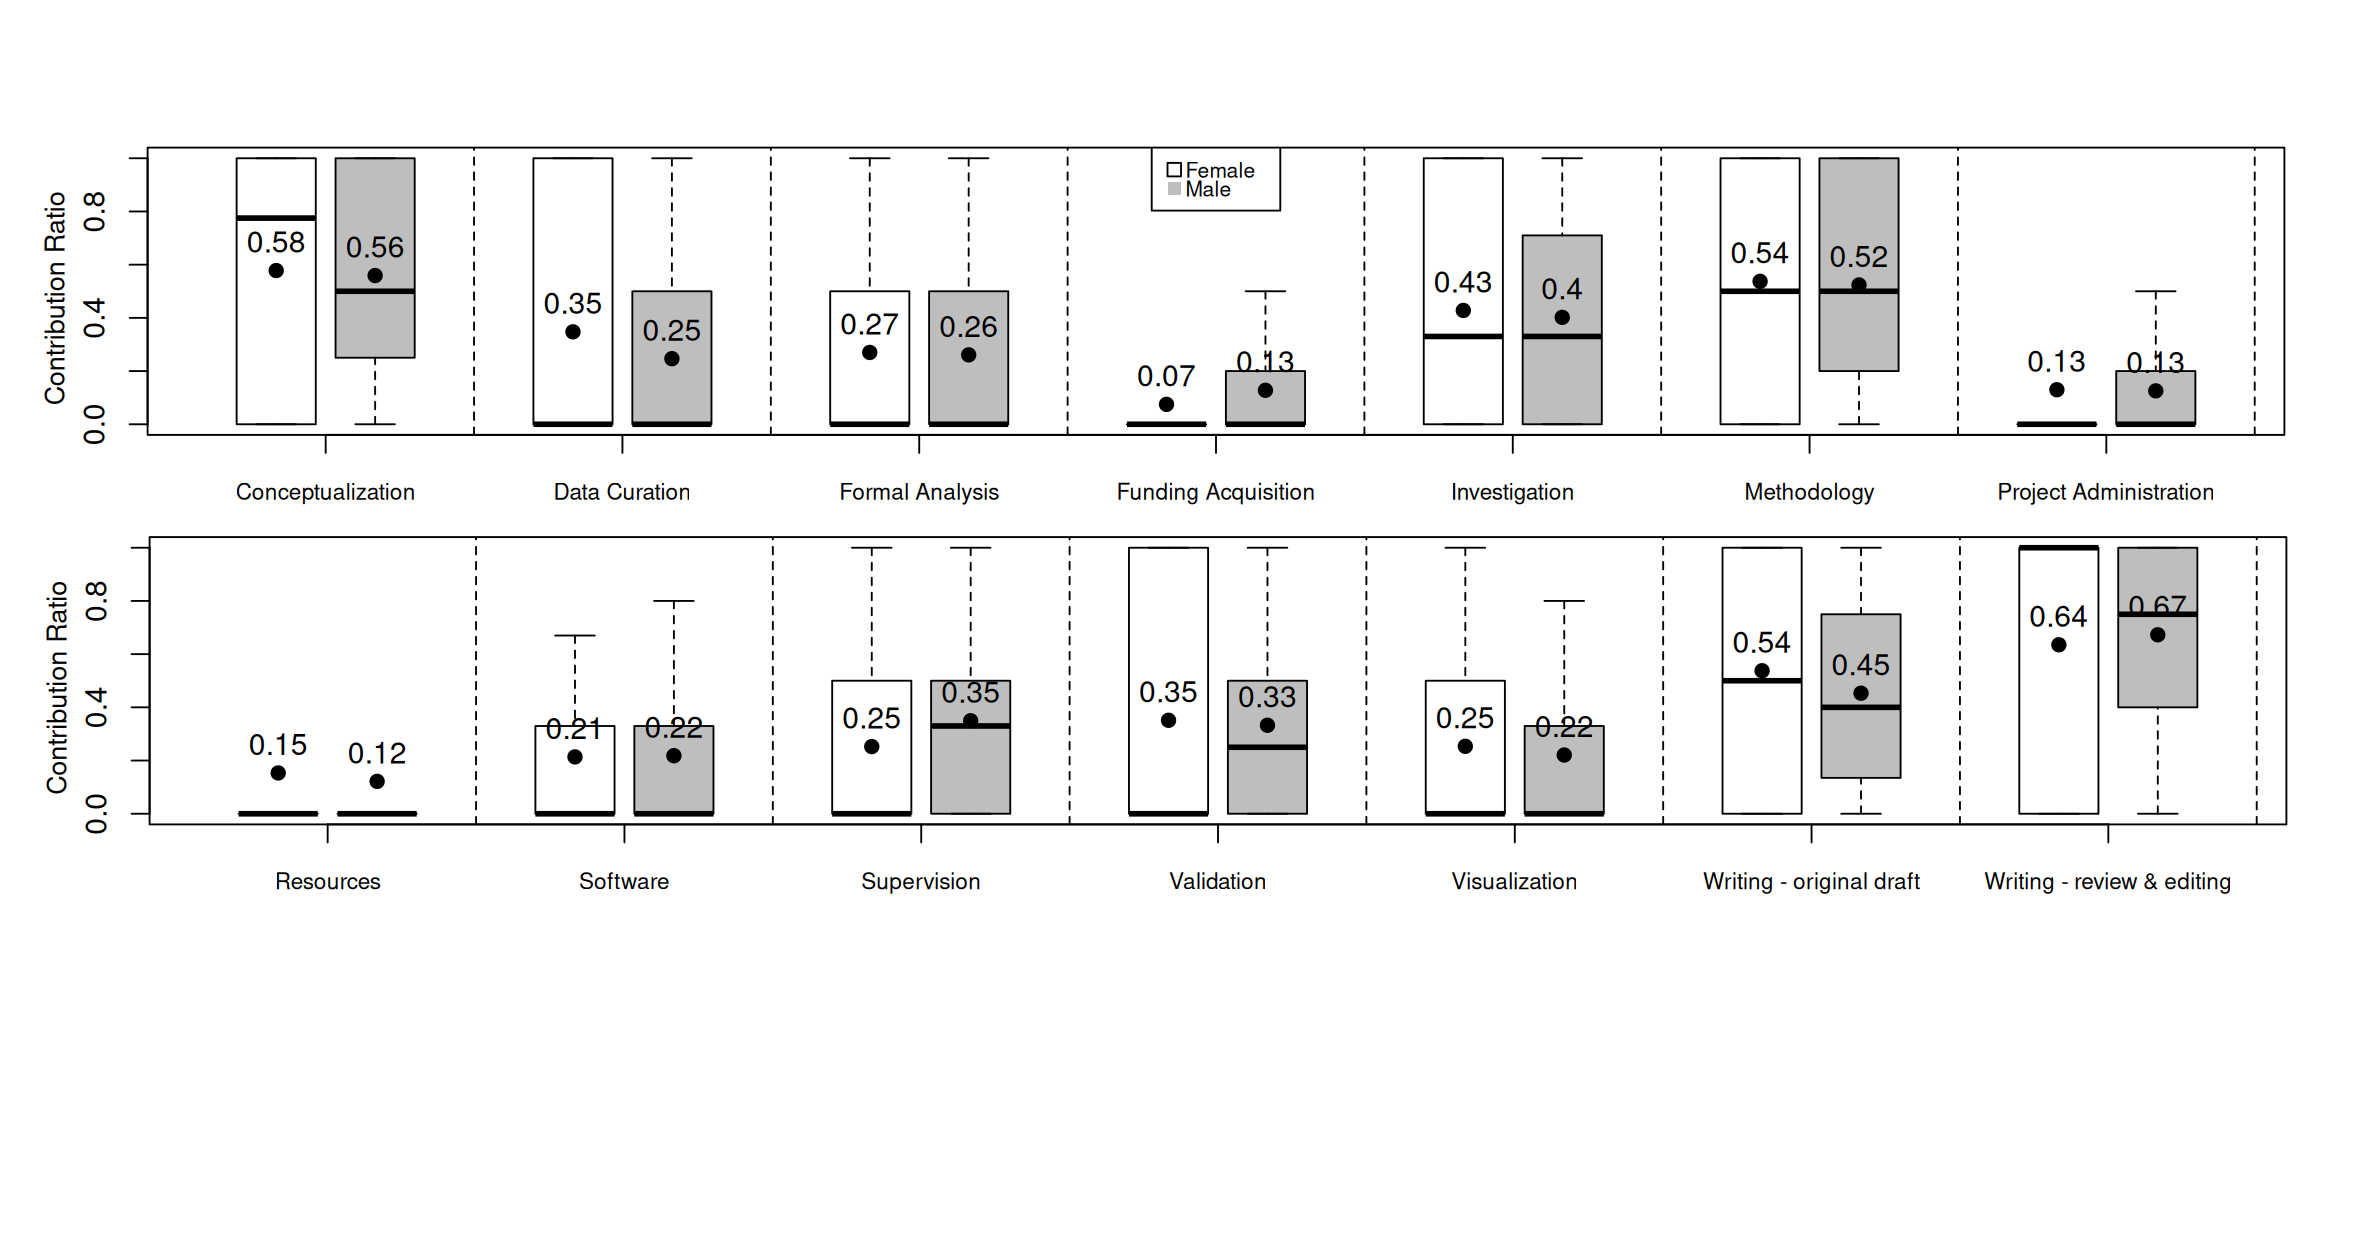 Contribution Ratio
0.0 0.4 0.8
Female
Male
0.58 0.56 0.35 0.25 0.27 0.26 0.07 0.13 0.43 0.4 0.54 0.52 0.13 0.13
Conceptualization Data Curation Formal Analysis Funding Acquisition Investigation Methodology Project Administration
Contribution Ratio
0.0 0.4 0.8
0.15 0.12 0.21 0.22 0.25 0.35 0.35 0.33 0.25 0.22 0.54 0.45 0.64 0.67
Resources Software Supervision Validation Visualization Writing - original draft Writing - review & editing